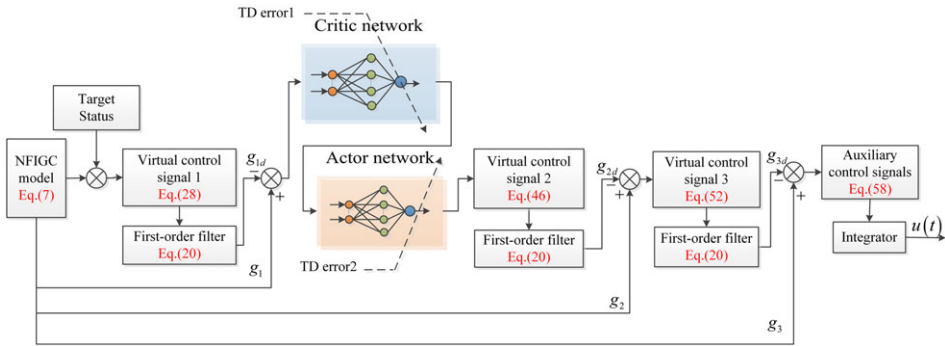 TD error1
Critic network
Target
Status
NFIGC
model
Eq.(7)
Virtual control
signal 1
Eq.(28)
First-order filter
Eq.(20)
g1d
−
+
g1
Actor network
TD error2
Virtual control
signal 2
Eq.(46)
First-order filter
Eq.(20)
g2d
−
+
g2
Virtual control
signal 3
Eq.(52)
First-order filter
Eq.(20)
g3d
−
+
g3
Auxiliary
control signals
Eq.(58)
Integrator
u(t)